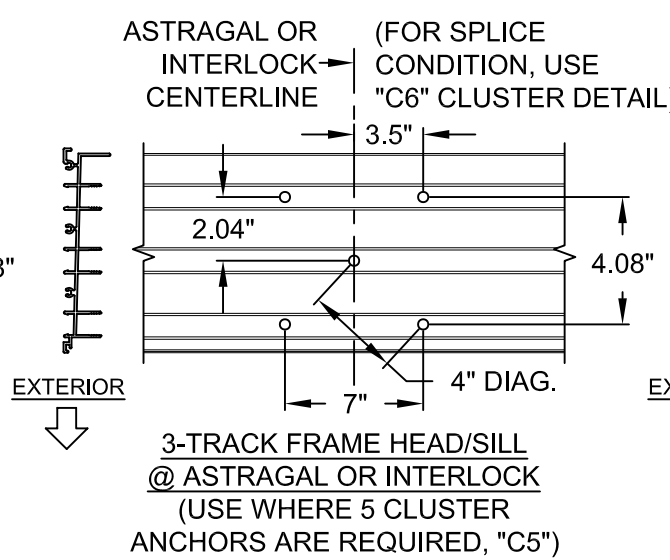 ASTRAGAL OR
INTERLOCK
CENTERLINE
(FOR SPLICE
CONDITION, USE
"C6" CLUSTER DETAIL)
3.5"
2.04"
4.08"
4" DIAG.
7"
EXTERIOR
3-TRACK FRAME HEAD/SILL
@ ASTRAGAL OR INTERLOCK
(USE WHERE 5 CLUSTER
ANCHORS ARE REQUIRED, "C5")